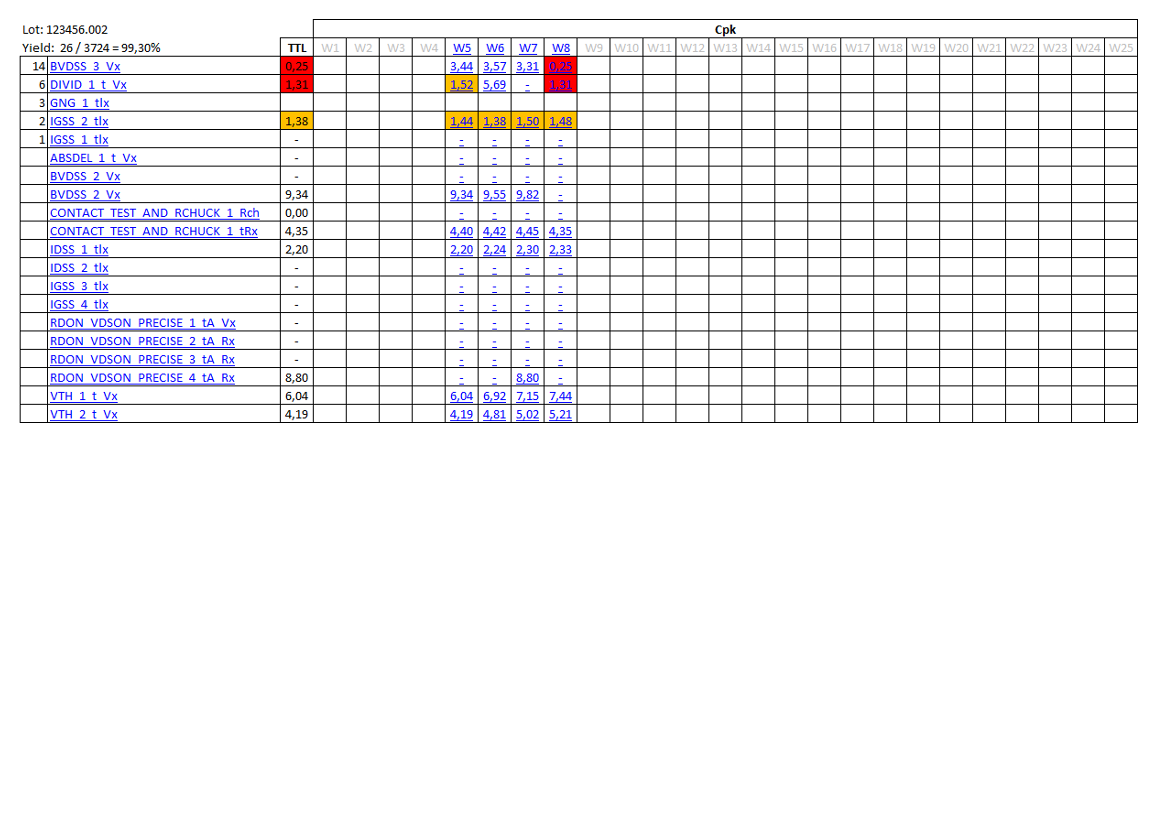 Lot: 123456.002
Cpk
Yield: 26 / 3724 = 99,30% TTL W1 W2 W3 W4 W5 W6 W7 W8 W9 W10 W11 W12 W13 W14 W15 W16 W17 W18 W19 W20 W21 W22 W23 W24 W25
14 BVDSS_3_Vx 0,25 3,44 3,57 3,31 0,25
6 DIVID_1_t_Vx 1,31 1,52 5,69 - 1,31
3 GNG_1_tlx
2 IGSS_2_tlx 1,38 1,44 1,38 1,50 1,48
1 IGSS_1_tlx - - - - -
ABSDEL_1_t_Vx - - - - -
BVDSS_2_Vx - - - - -
BVDSS_2_Vx 9,34 9,34 9,55 9,82 -
CONTACT_TEST_AND_RCHUCK_1_Rch 0,00 - - - -
CONTACT_TEST_AND_RCHUCK_1_tRx 4,35 4,40 4,42 4,45 4,35
IDSS_1_tlx 2,20 2,20 2,24 2,30 2,33
IDSS_2_tlx - - - - -
IGSS_3_tlx - - - - -
IGSS_4_tlx - - - - -
RDON_VDSON_PRECISE_1_tA_Vx - - - - -
RDON_VDSON_PRECISE_2_tA_Rx - - - - -
RDON_VDSON_PRECISE_3_tA_Rx - - - - -
RDON_VDSON_PRECISE_4_tA_Rx 8,80 - - 8,80 -
VTH_1_t_Vx 6,04 6,04 6,92 7,15 7,44
VTH_2_t_Vx 4,19 4,19 4,81 5,02 5,21